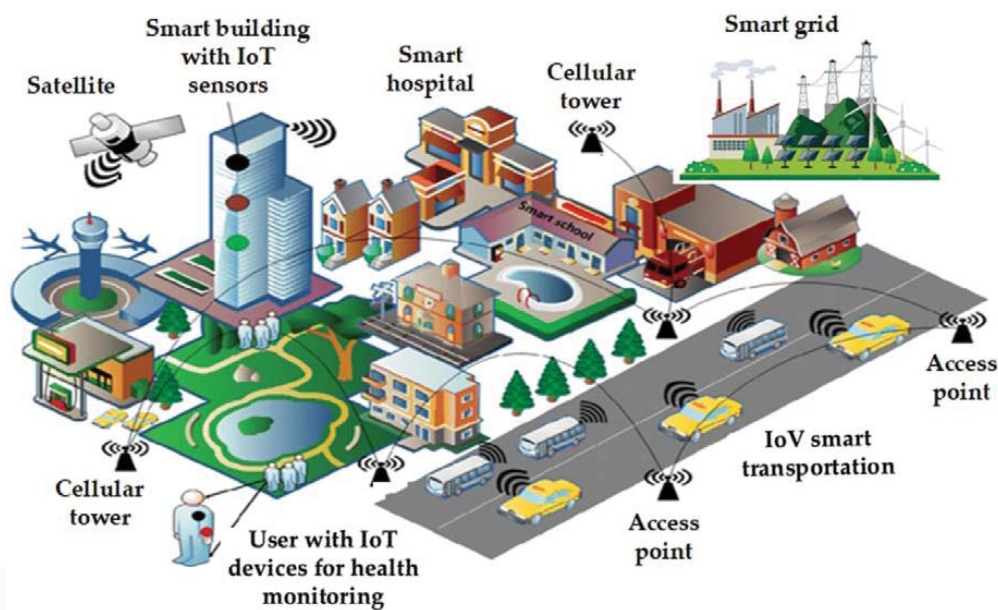 Smart building
with IoT
sensors
Satellite
Smart
hospital
Cellular
tower
Smart grid
Smart school
Access
point
IoV smart
transportation
Cellular
tower
Access
point
User with IoT
devices for health
monitoring